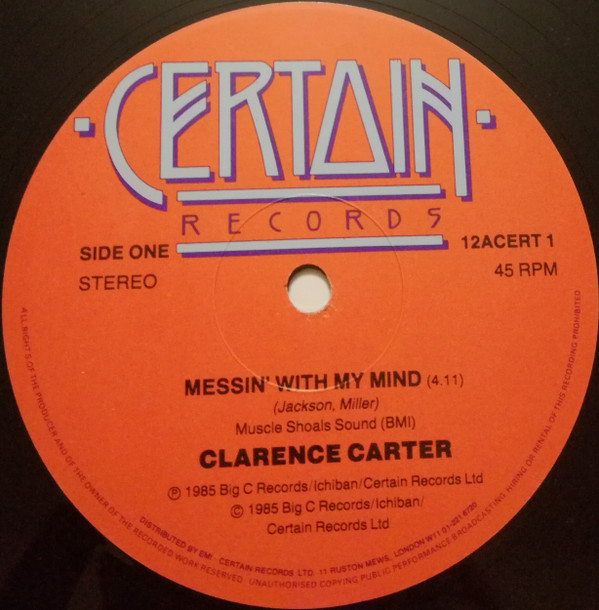 CERTAIN
RECORDS
SIDE ONE
12ACERT 1
STEREO
45 RPM
MESSIN' WITH MY MIND (4.11)
(Jackson, Miller)
Muscle Shoals Sound (BMI)
CLARENCE CARTER
Ⓟ 1985 Big C Records/Ichiban/Certain Records Ltd
© 1985 Big C Records/Ichiban/
Certain Records Ltd
DISTRIBUTED BY EMI · CERTAIN RECORDS LTD. 11 RUSTON MEWS, LONDON W11 01-221 6720
ALL RIGHTS OF THE PRODUCER AND OF THE OWNER OF THE RECORDED WORK RESERVED UNAUTHORISED COPYING PUBLIC PERFORMANCE BROADCASTING HIRING OR RENTAL OF THIS RECORDING PROHIBITED